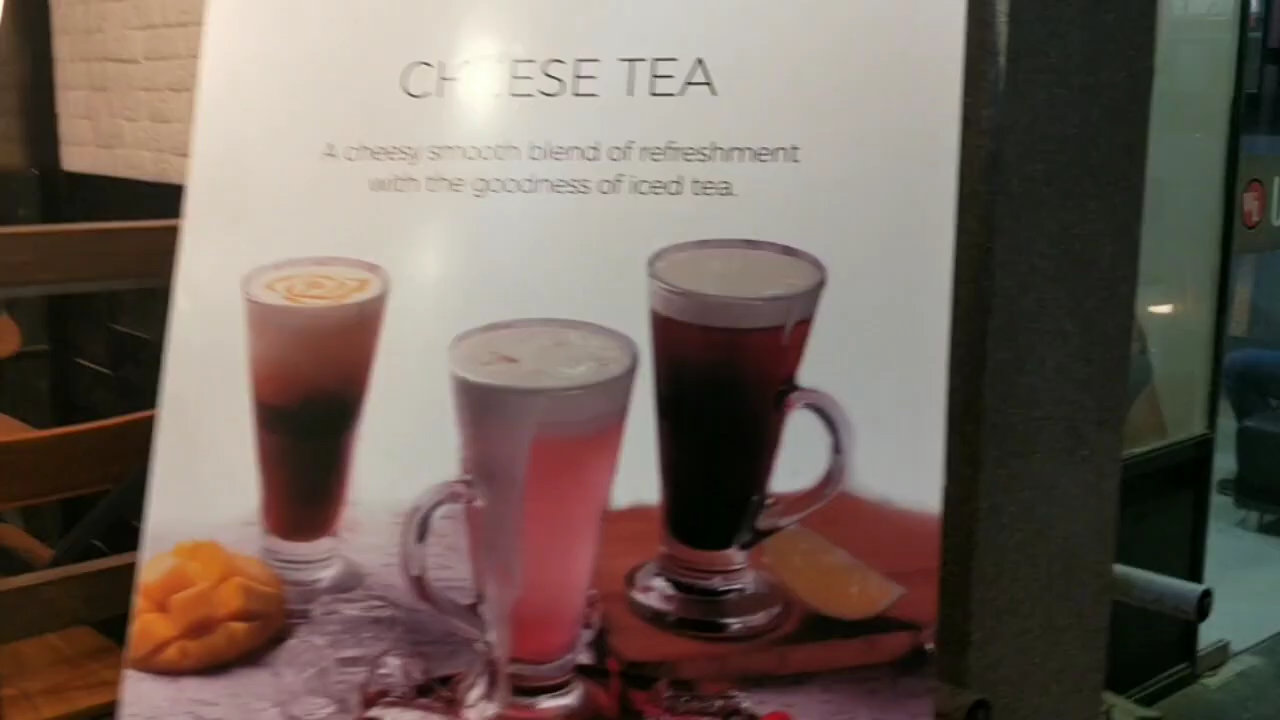 CHEESE TEA
A cheesy smooth blend of refreshment
with the goodness of iced tea.